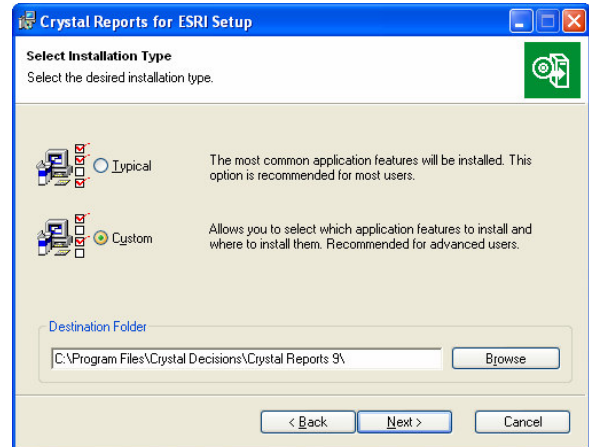 Crystal Reports for ESRI Setup
Select Installation Type
Select the desired installation type.
Typical
The most common application features will be installed. This
option is recommended for most users.
Custom
Allows you to select which application features to install and
where to install them. Recommended for advanced users.
Destination Folder
C:\Program Files\Crystal Decisions\Crystal Reports 9\
Browse
< Back
Next >
Cancel